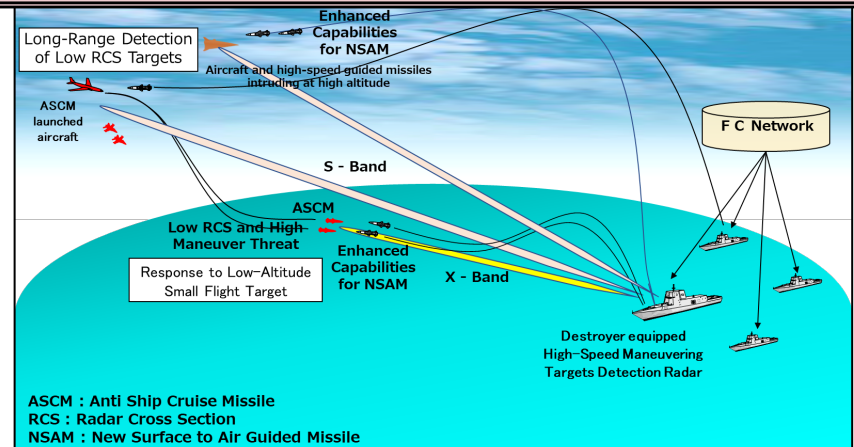 Enhanced
Capabilities
for NSAM
Long-Range Detection
of Low RCS Targets
Aircraft and high-speed guided missiles
intruding at high altitude
ASCM
launched
aircraft
F C Network
S - Band
ASCM
Low RCS and High
Maneuver Threat
Enhanced
Capabilities
for NSAM
X - Band
Response to Low-Altitude
Small Flight Target
Destroyer equipped
High-Speed Maneuvering
Targets Detection Radar
ASCM : Anti Ship Cruise Missile
RCS : Radar Cross Section
NSAM : New Surface to Air Guided Missile